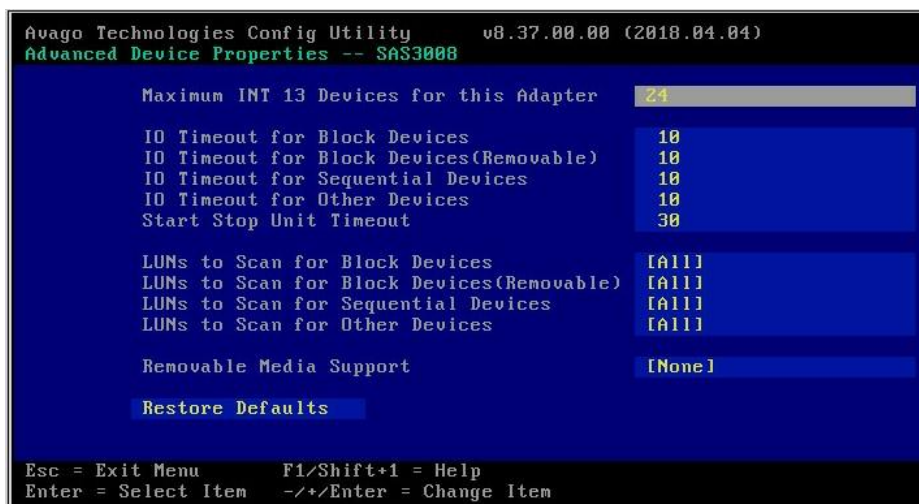 Avago Technologies Config Utility v8.37.00.00 (2018.04.04)
Advanced Device Properties -- SAS3008
Maximum INT 13 Devices for this Adapter 24
IO Timeout for Block Devices 10
IO Timeout for Block Devices(Removable) 10
IO Timeout for Sequential Devices 10
IO Timeout for Other Devices 10
Start Stop Unit Timeout 30
LUNs to Scan for Block Devices [All]
LUNs to Scan for Block Devices(Removable) [All]
LUNs to Scan for Sequential Devices [All]
LUNs to Scan for Other Devices [All]
Removable Media Support [None]
Restore Defaults
Esc = Exit Menu F1/Shift+1 = Help
Enter = Select Item -/+/Enter = Change Item